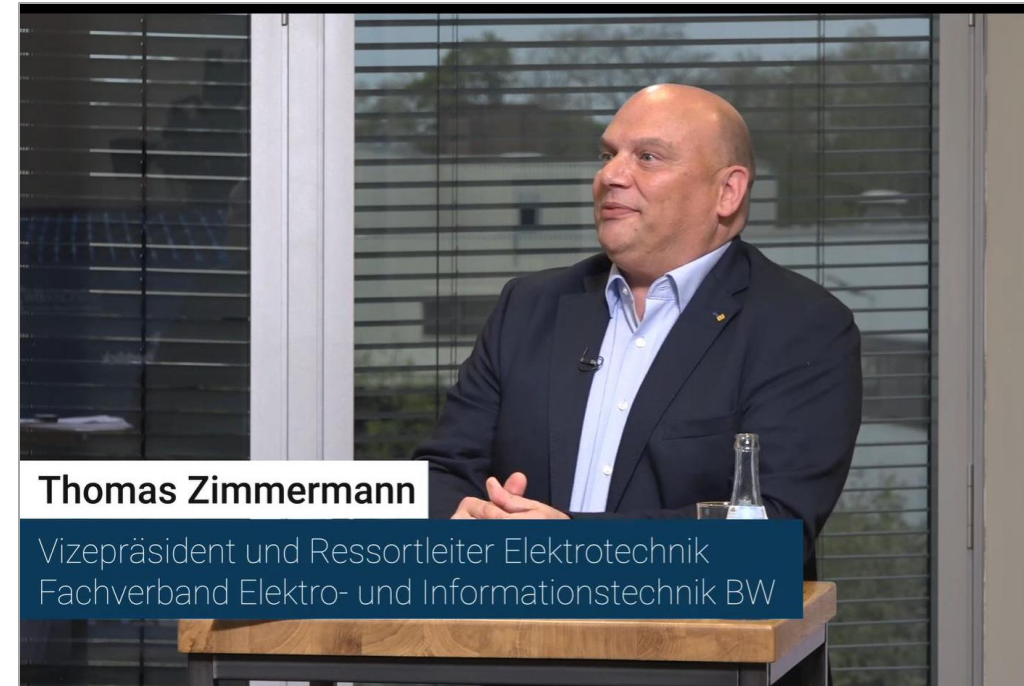 Thomas Zimmermann
Vizepräsident und Ressortleiter Elektrotechnik
Fachverband Elektro- und Informationstechnik BW